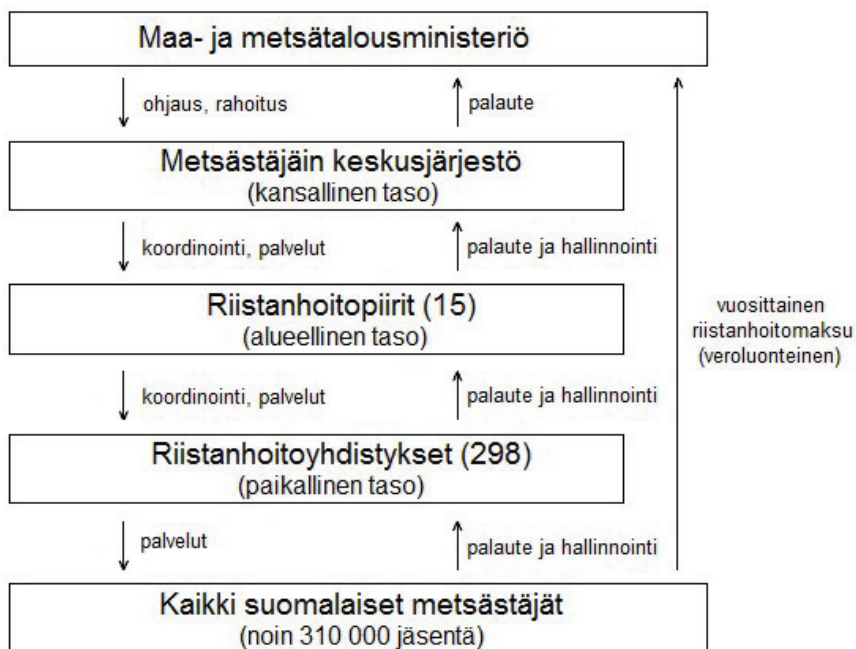 Maa- ja metsätalousministeriö
ohjaus, rahoitus
palaute
Metsästäjäin keskusjärjestö
(kansallinen taso)
koordinointi, palvelut
palaute ja hallinnointi
Riistanhoitopiirit (15)
(alueellinen taso)
vuosittainen
riistanhoitomaksu
(veroluonteinen)
koordinointi, palvelut
palaute ja hallinnointi
Riistanhoitoyhdistykset (298)
(paikallinen taso)
palvelut
palaute ja hallinnointi
Kaikki suomalaiset metsästäjät
(noin 310 000 jäsentä)